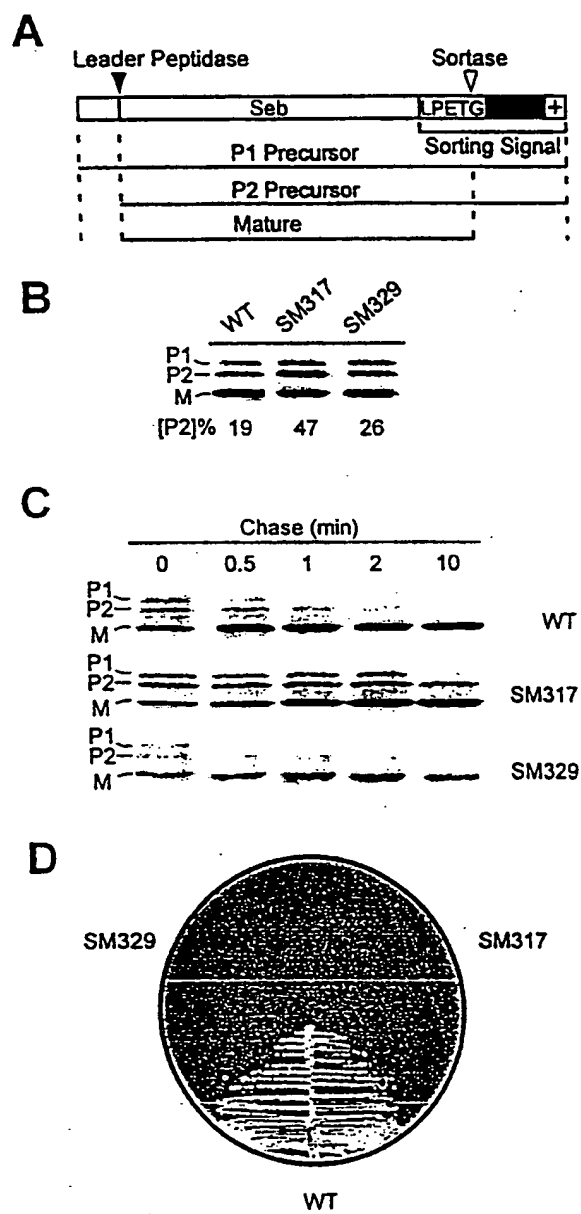 A
Leader Peptidase
Sortase
Seb
LPETG
+
P1 Precursor
Sorting Signal
P2 Precursor
Mature
B
WT SM317 SM329
P1
P2
M
[P2]% 19 47 26
C
Chase (min)
0 0.5 1 2 10
P1
P2
M
WT
P1
P2
M
SM317
P1
P2
M
SM329
D
SM329
SM317
WT